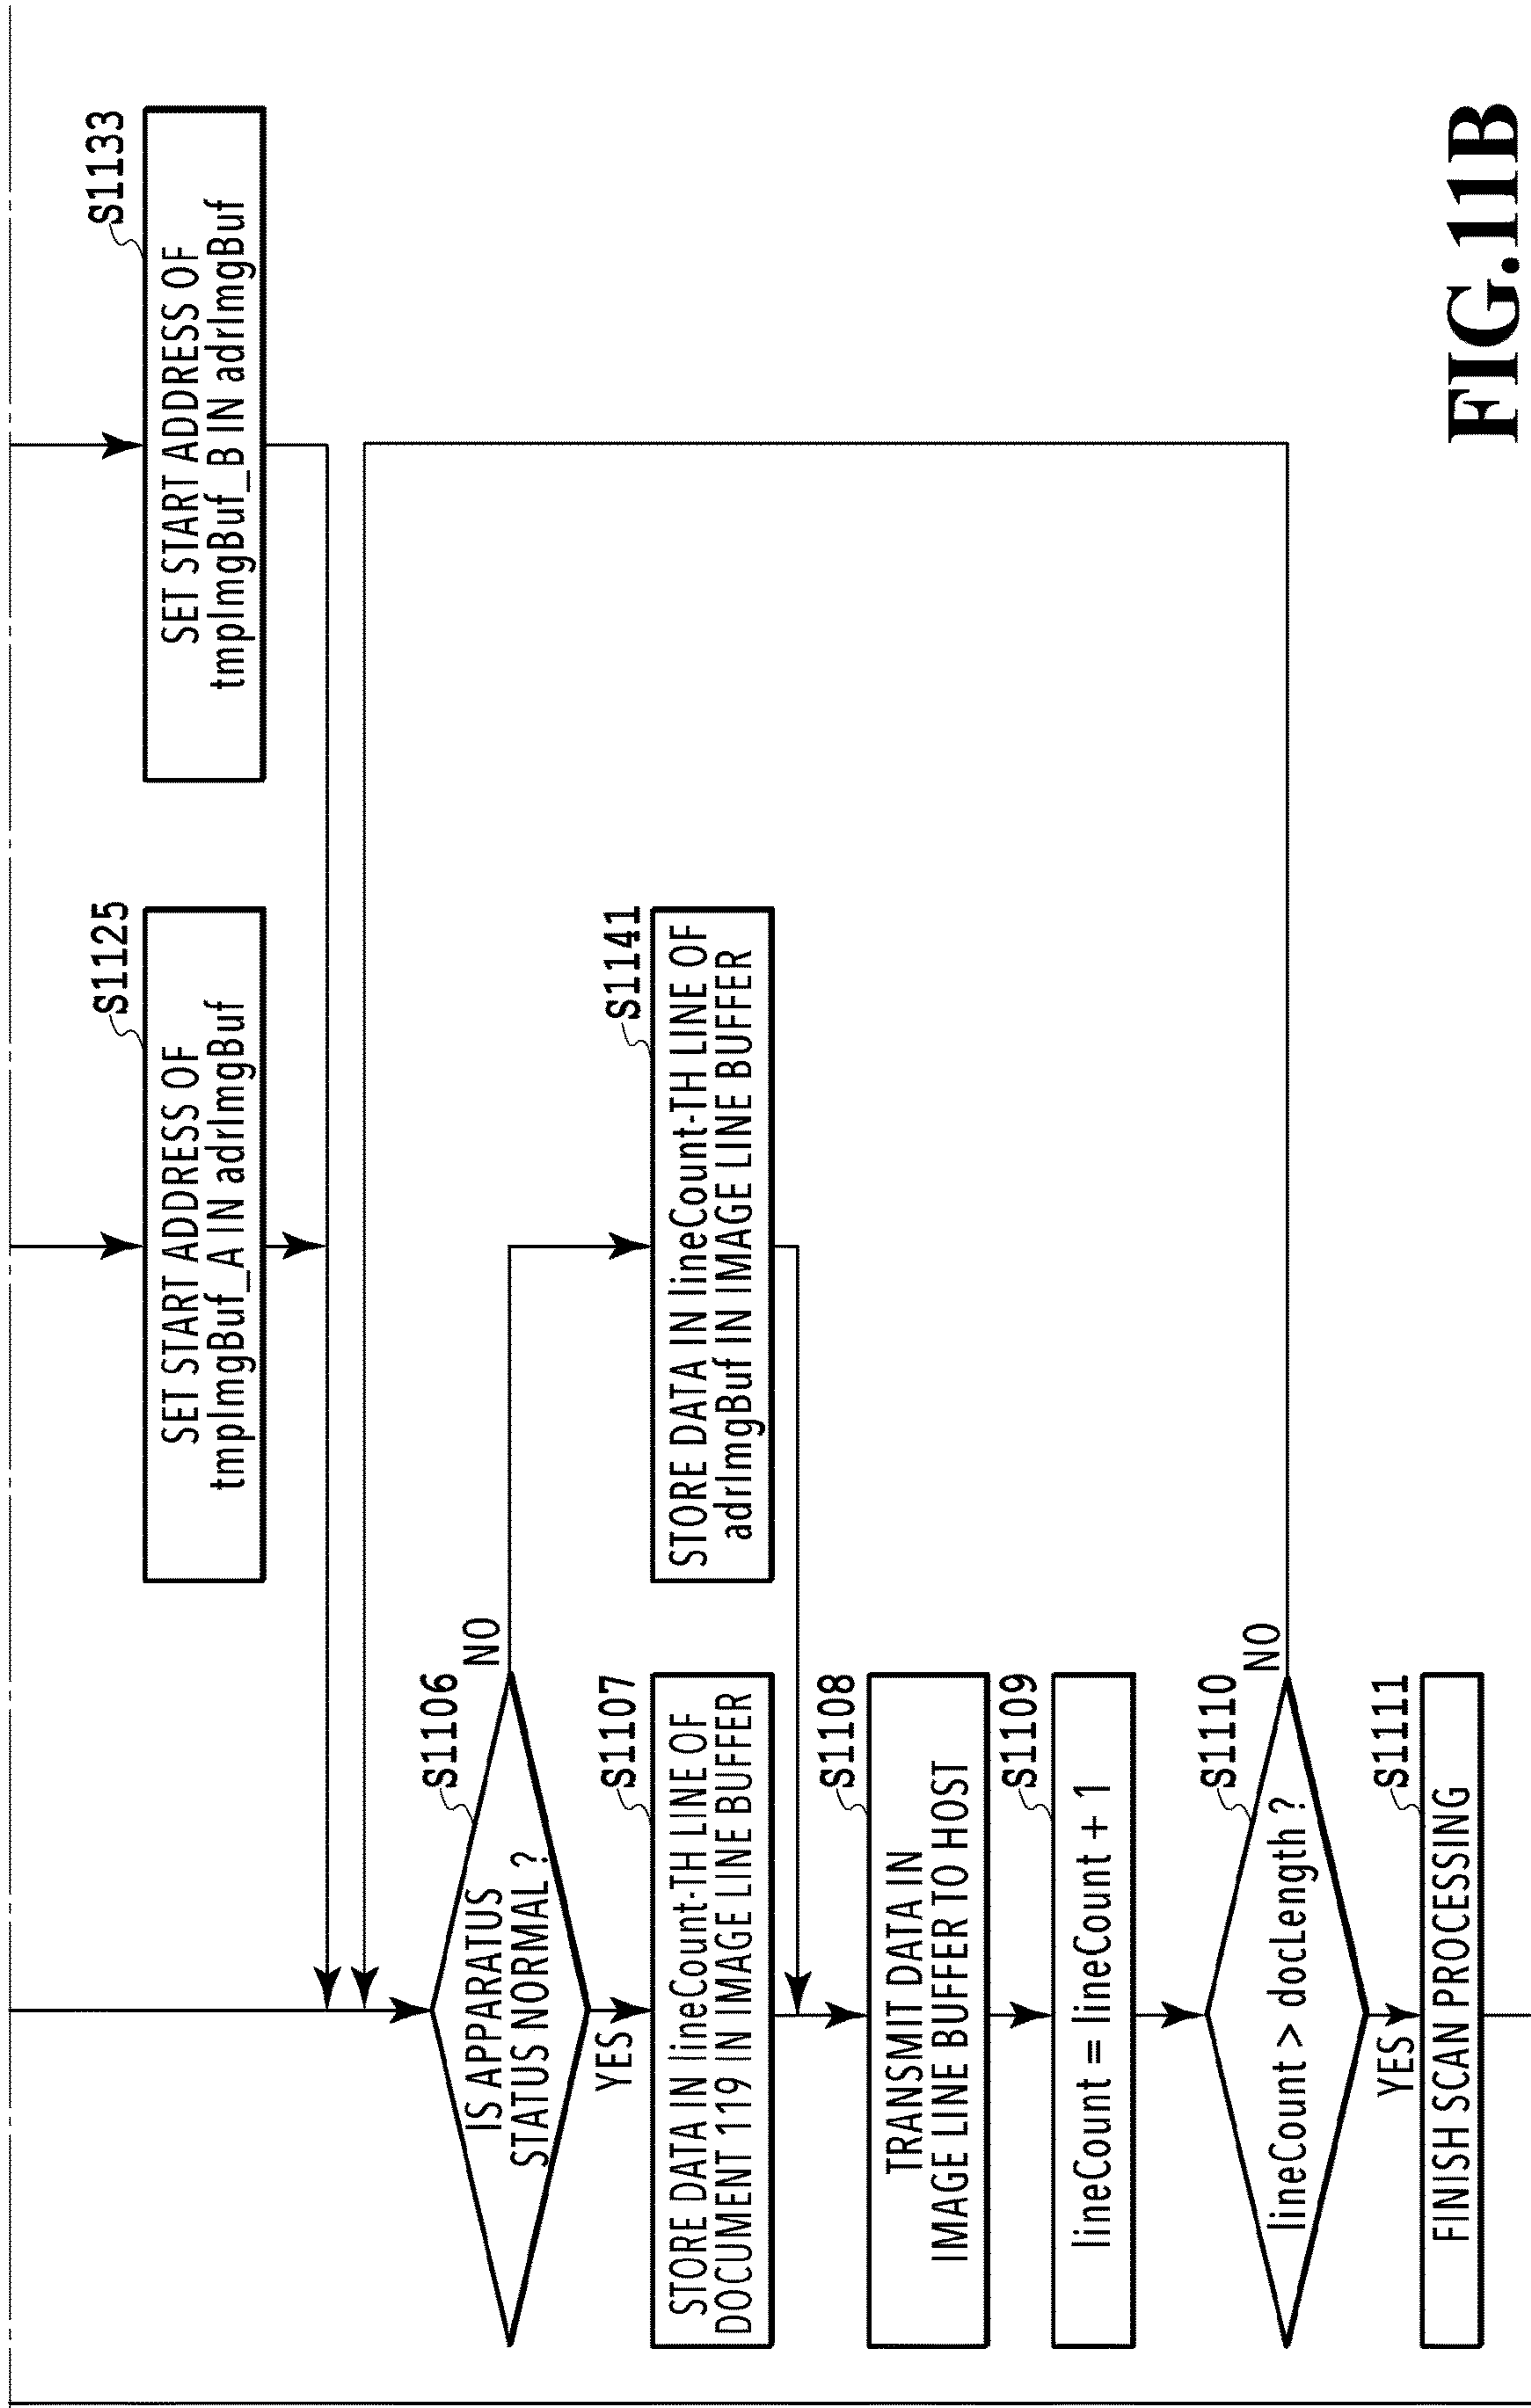 S1125
SET START ADDRESS OF
tmpImgBuf_A IN adrImgBuf
S1133
SET START ADDRESS OF
tmpImgBuf_B IN adrImgBuf
S1106
IS APPARATUS
STATUS NORMAL ?
NO
YES
S1107
STORE DATA IN lineCount-TH LINE OF
DOCUMENT 119 IN IMAGE LINE BUFFER
S1141
STORE DATA IN lineCount-TH LINE OF
adrImgBuf IN IMAGE LINE BUFFER
S1108
TRANSMIT DATA IN
IMAGE LINE BUFFER TO HOST
S1109
lineCount = lineCount + 1
S1110
lineCount > docLength ?
NO
YES
S1111
FINISH SCAN PROCESSING
FIG.11B